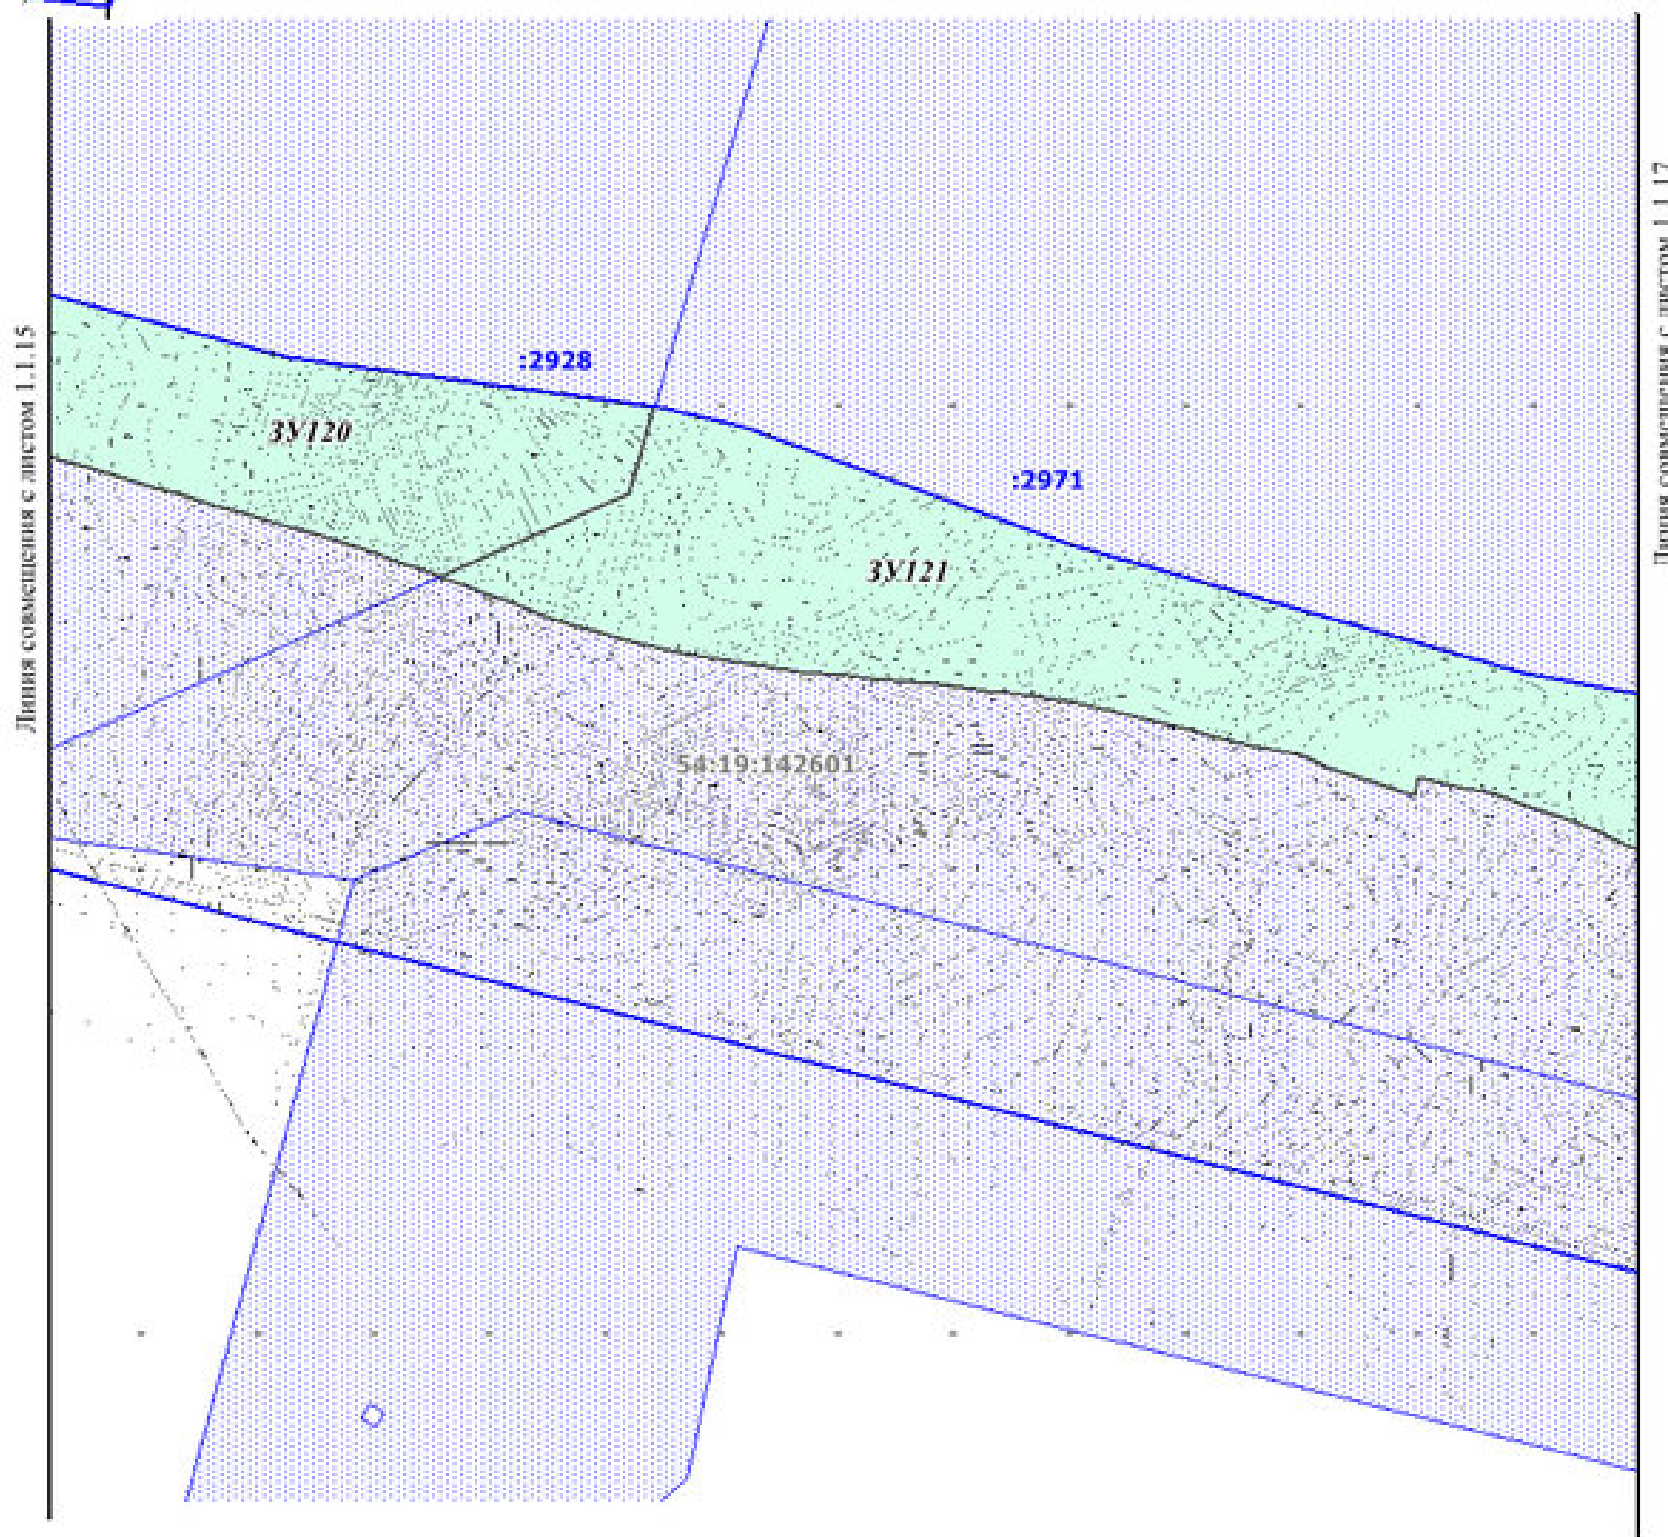 Линия совмещения с листом 1.1.15
:2928
ЗУ120
:2971
ЗУ121
54:19:142601
Линия совмещения с листом 1.1.17